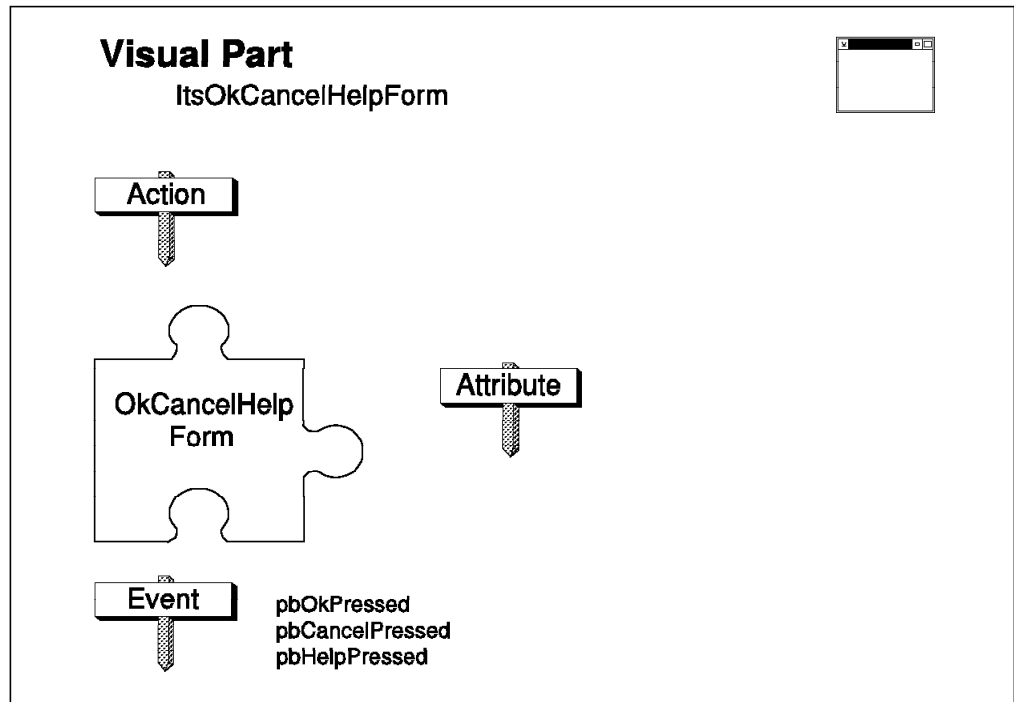 Visual Part
ItsOkCancelHelpForm
Action
OkCancelHelp
Form
Attribute
Event
pbOkPressed
pbCancelPressed
pbHelpPressed